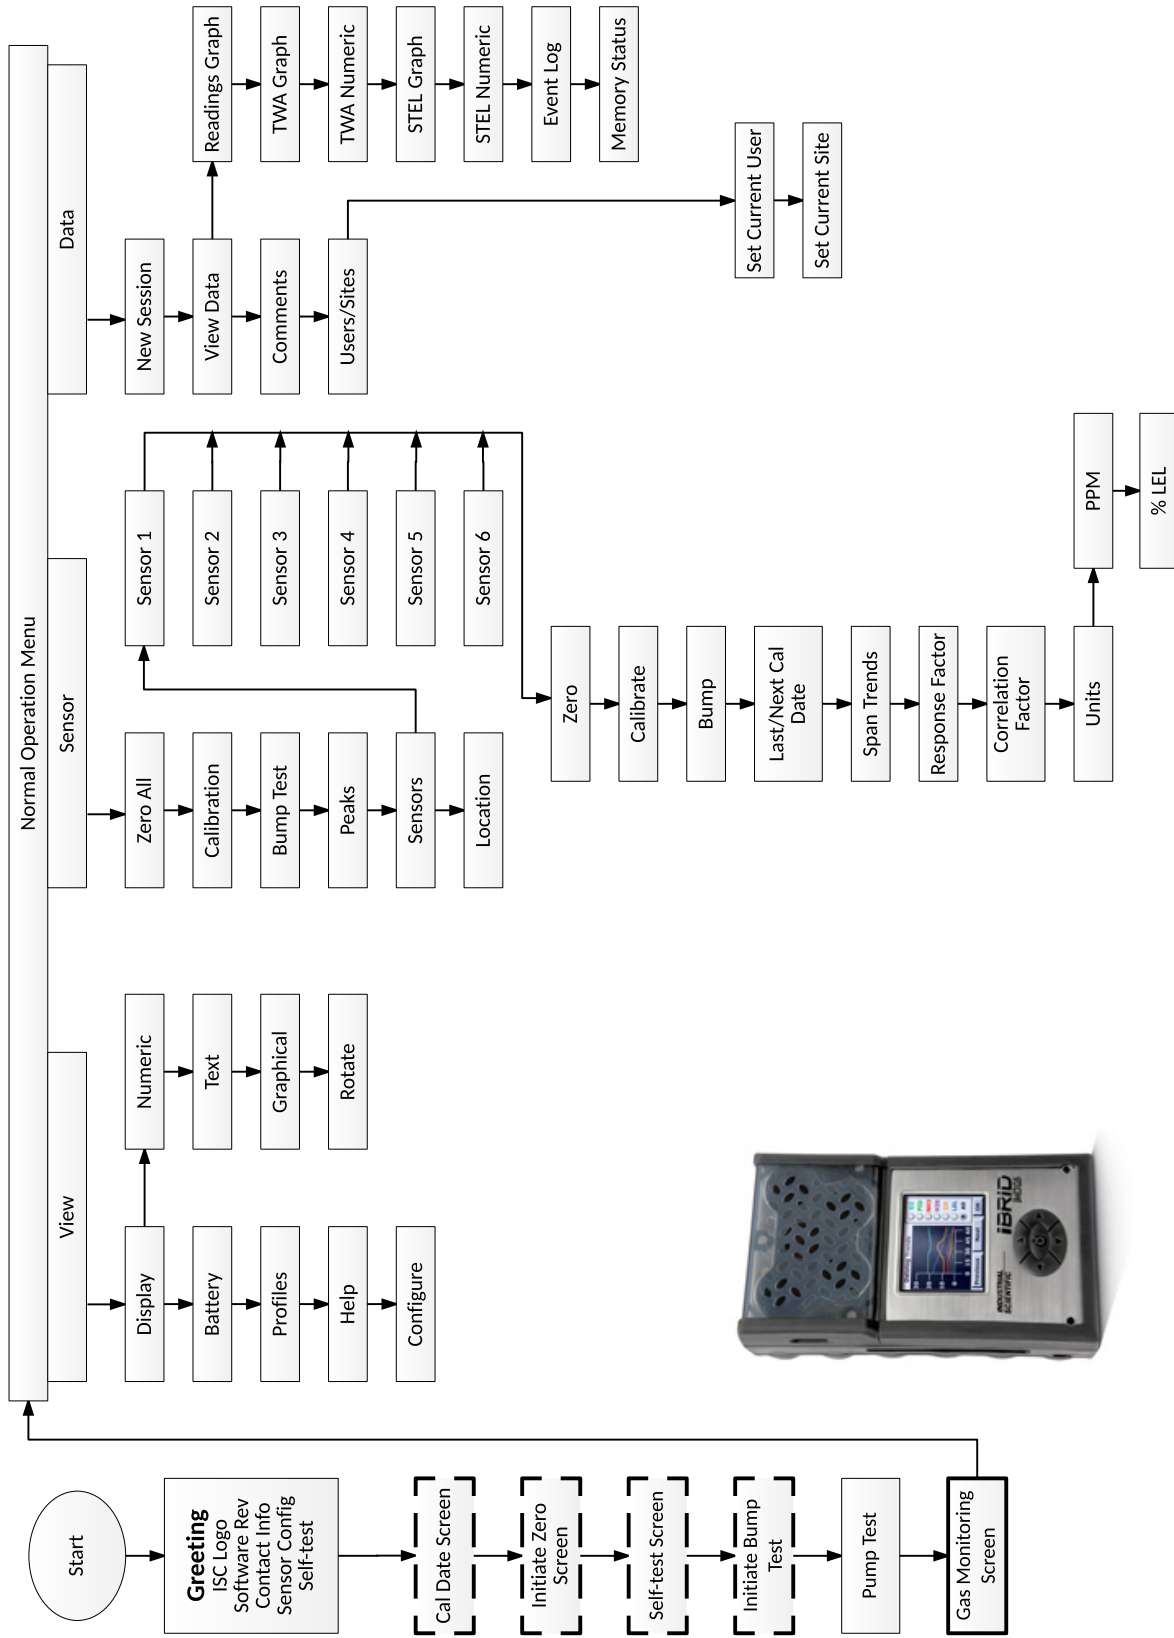 Normal Operation Menu
View
Sensor
Data
Start
Greeting
ISC Logo
Software Rev
Contact Info
Sensor Config
Self-test
Cal Date Screen
Initiate Zero
Screen
Self-test Screen
Initiate Bump
Test
Pump Test
Gas Monitoring
Screen
Display
Battery
Profiles
Help
Configure
Numeric
Text
Graphical
Rotate
Zero All
Calibration
Bump Test
Peaks
Sensors
Location
Sensor 1
Sensor 2
Sensor 3
Sensor 4
Sensor 5
Sensor 6
Zero
Calibrate
Bump
Last/Next Cal
Date
Span Trends
Response Factor
Correlation
Factor
Units
PPM
% LEL
New Session
View Data
Comments
Users/Sites
Readings Graph
TWA Graph
TWA Numeric
STEL Graph
STEL Numeric
Event Log
Memory Status
Set Current User
Set Current Site
INDUSTRIAL
SCIENTIFIC
iBRiD
MX6